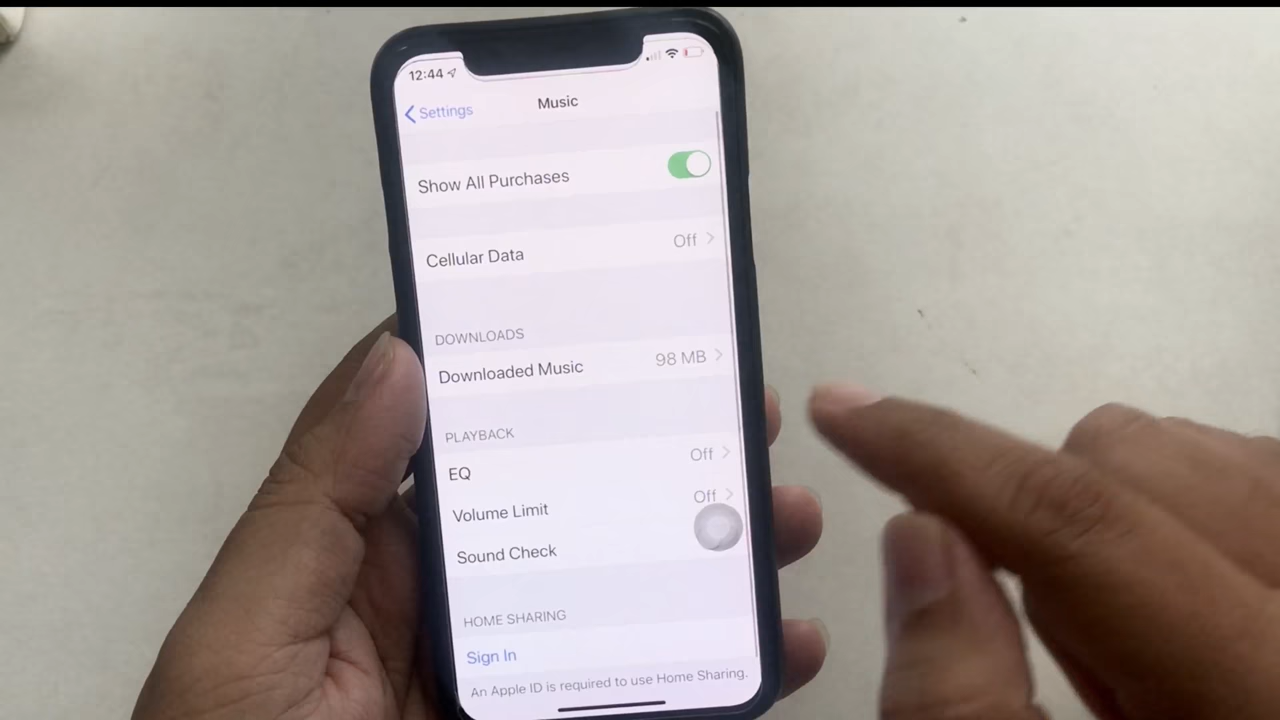 12:44
Settings
Music
Show All Purchases
Cellular Data Off
DOWNLOADS
Downloaded Music 98 MB
PLAYBACK
EQ Off
Volume Limit Off
Sound Check
HOME SHARING
Sign In
An Apple ID is required to use Home Sharing.